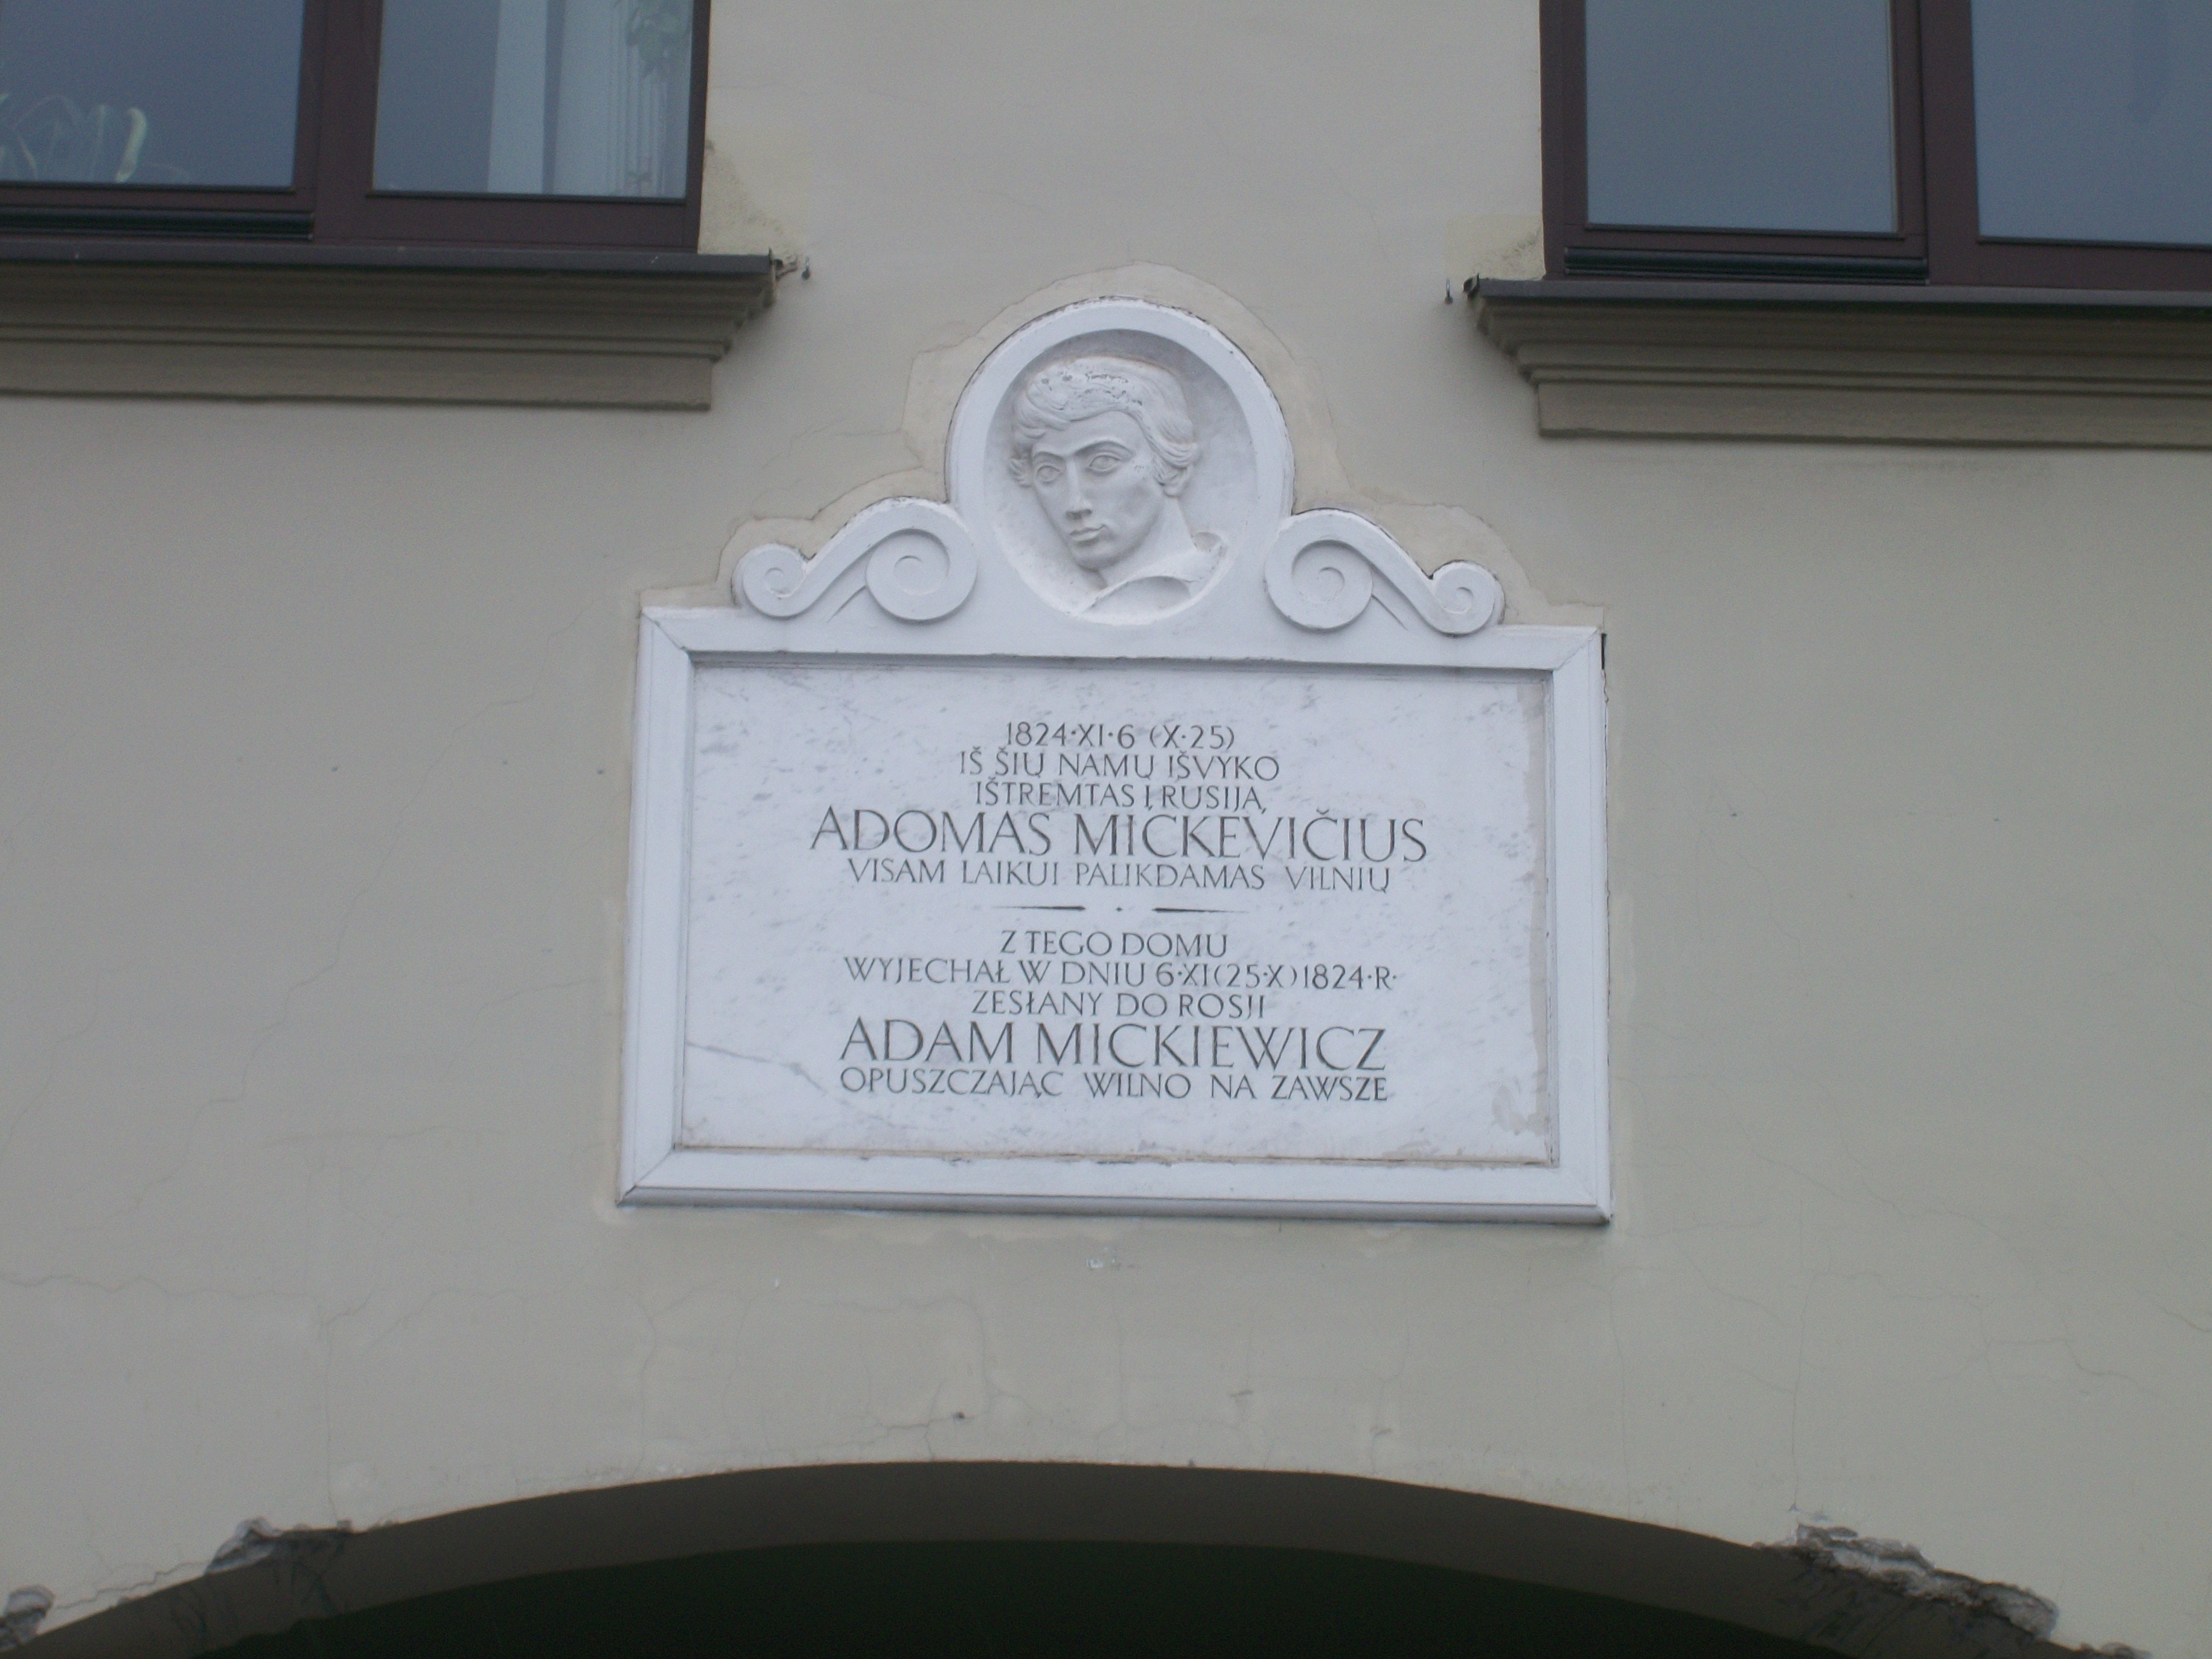 1824·XI·6 (X·25)
IŠ ŠIŲ NAMŲ IŠVYKO
IŠTREMTAS Į RUSIJĄ
ADOMAS MICKEVIČIUS
VISAM LAIKUI PALIKDAMAS VILNIŲ
Z TEGO DOMU
WYJECHAŁ W DNIU 6·XI(25·X)1824·R·
ZESŁANY DO ROSJI
ADAM MICKIEWICZ
OPUSZCZAJĄC WILNO NA ZAWSZE